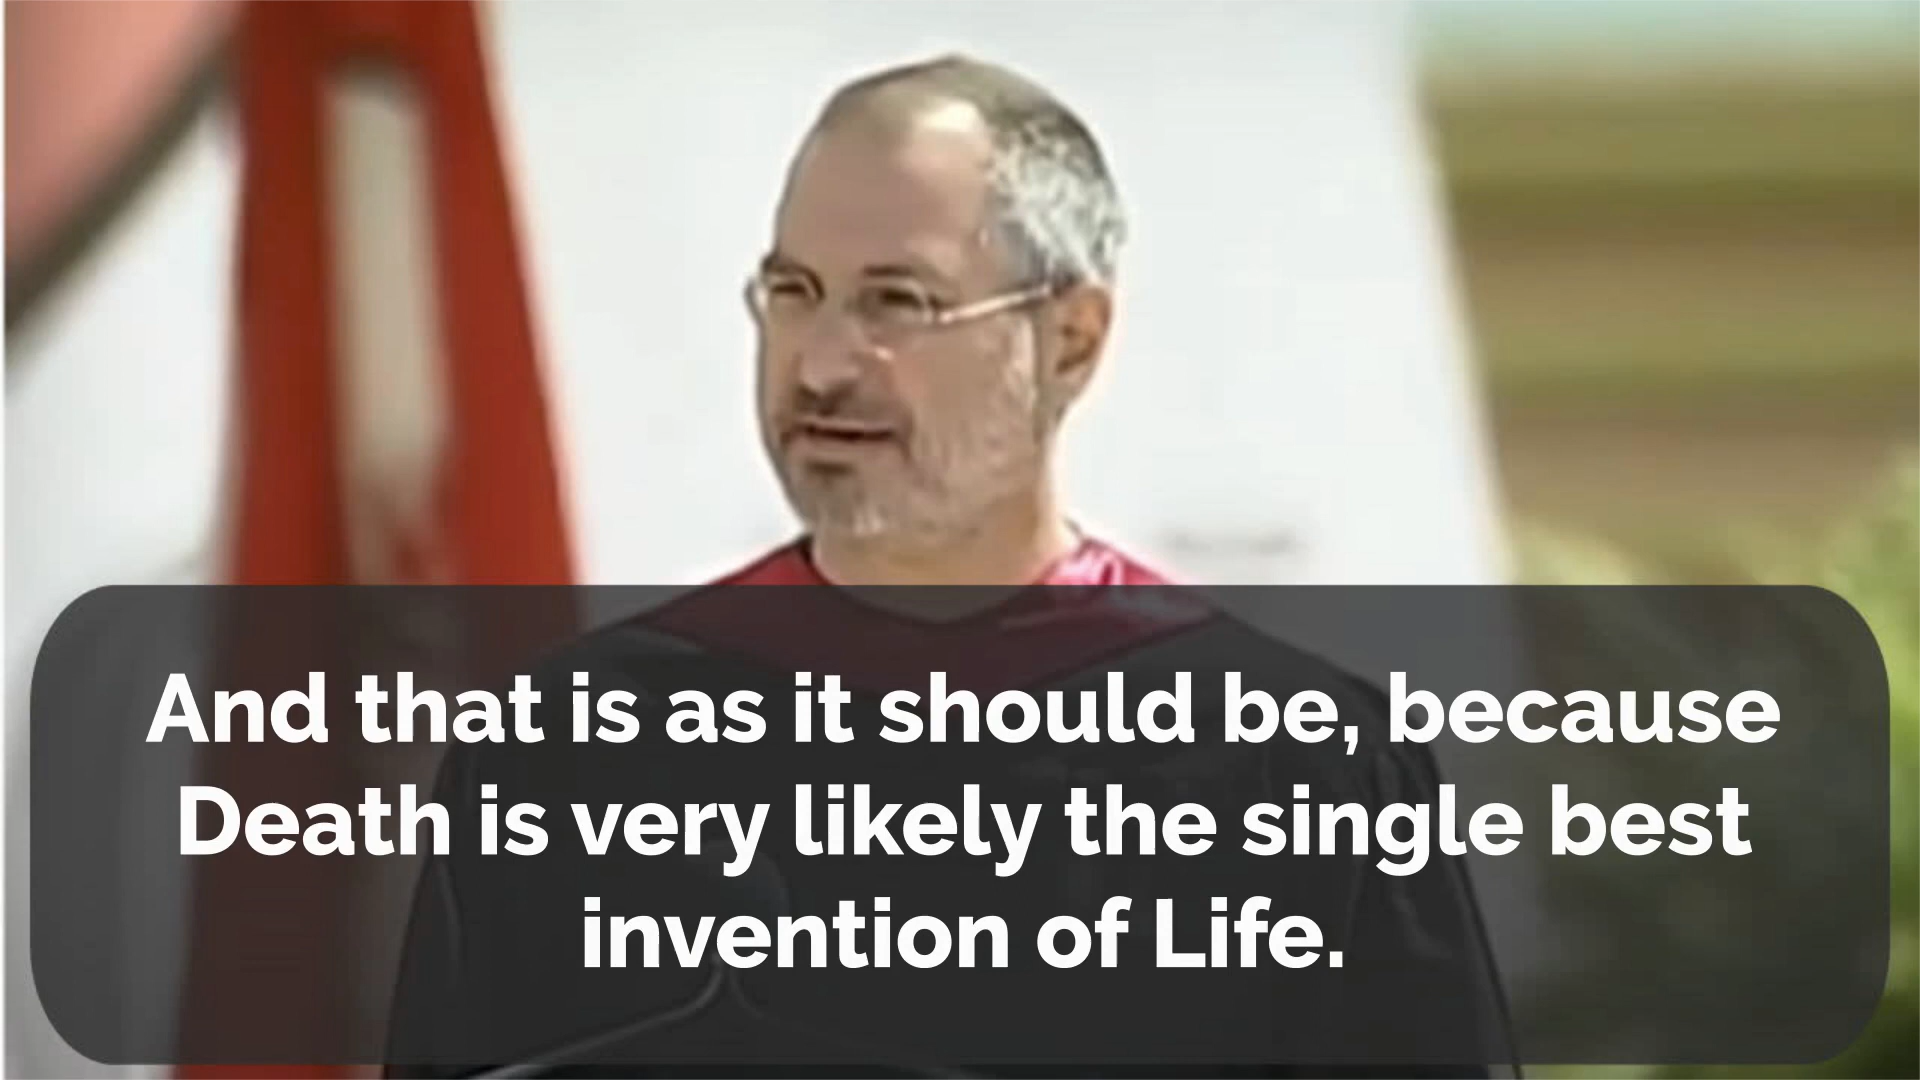 And that is as it should be, because
Death is very likely the single best
invention of Life.